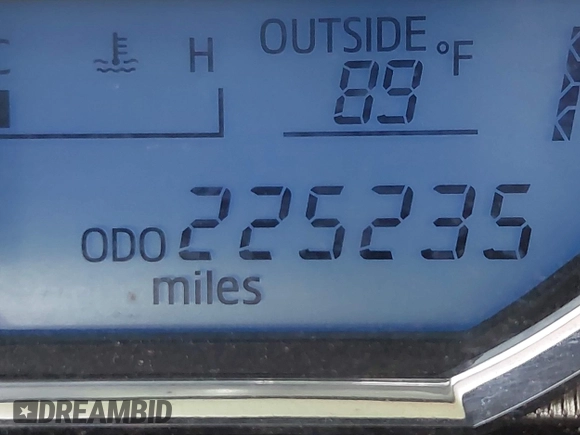 C H OUTSIDE
89 °F
ODO 225235
miles
DREAMBID